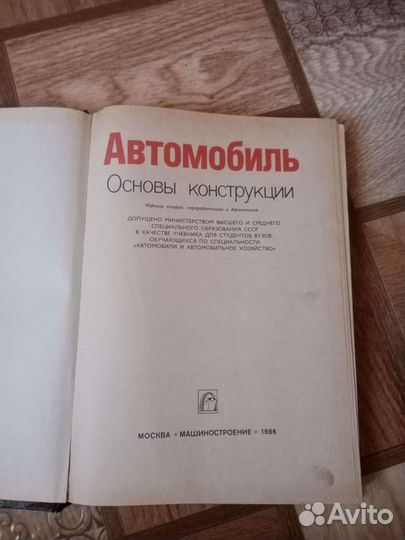 Автомобиль
Основы конструкции
Издание второе, переработанное и дополненное
ДОПУЩЕНО МИНИСТЕРСТВОМ ВЫСШЕГО И СРЕДНЕГО
СПЕЦИАЛЬНОГО ОБРАЗОВАНИЯ СССР
В КАЧЕСТВЕ УЧЕБНИКА ДЛЯ СТУДЕНТОВ ВУЗОВ,
ОБУЧАЮЩИХСЯ ПО СПЕЦИАЛЬНОСТИ
«АВТОМОБИЛИ И АВТОМОБИЛЬНОЕ ХОЗЯЙСТВО»
МОСКВА «МАШИНОСТРОЕНИЕ» 1986
Avito